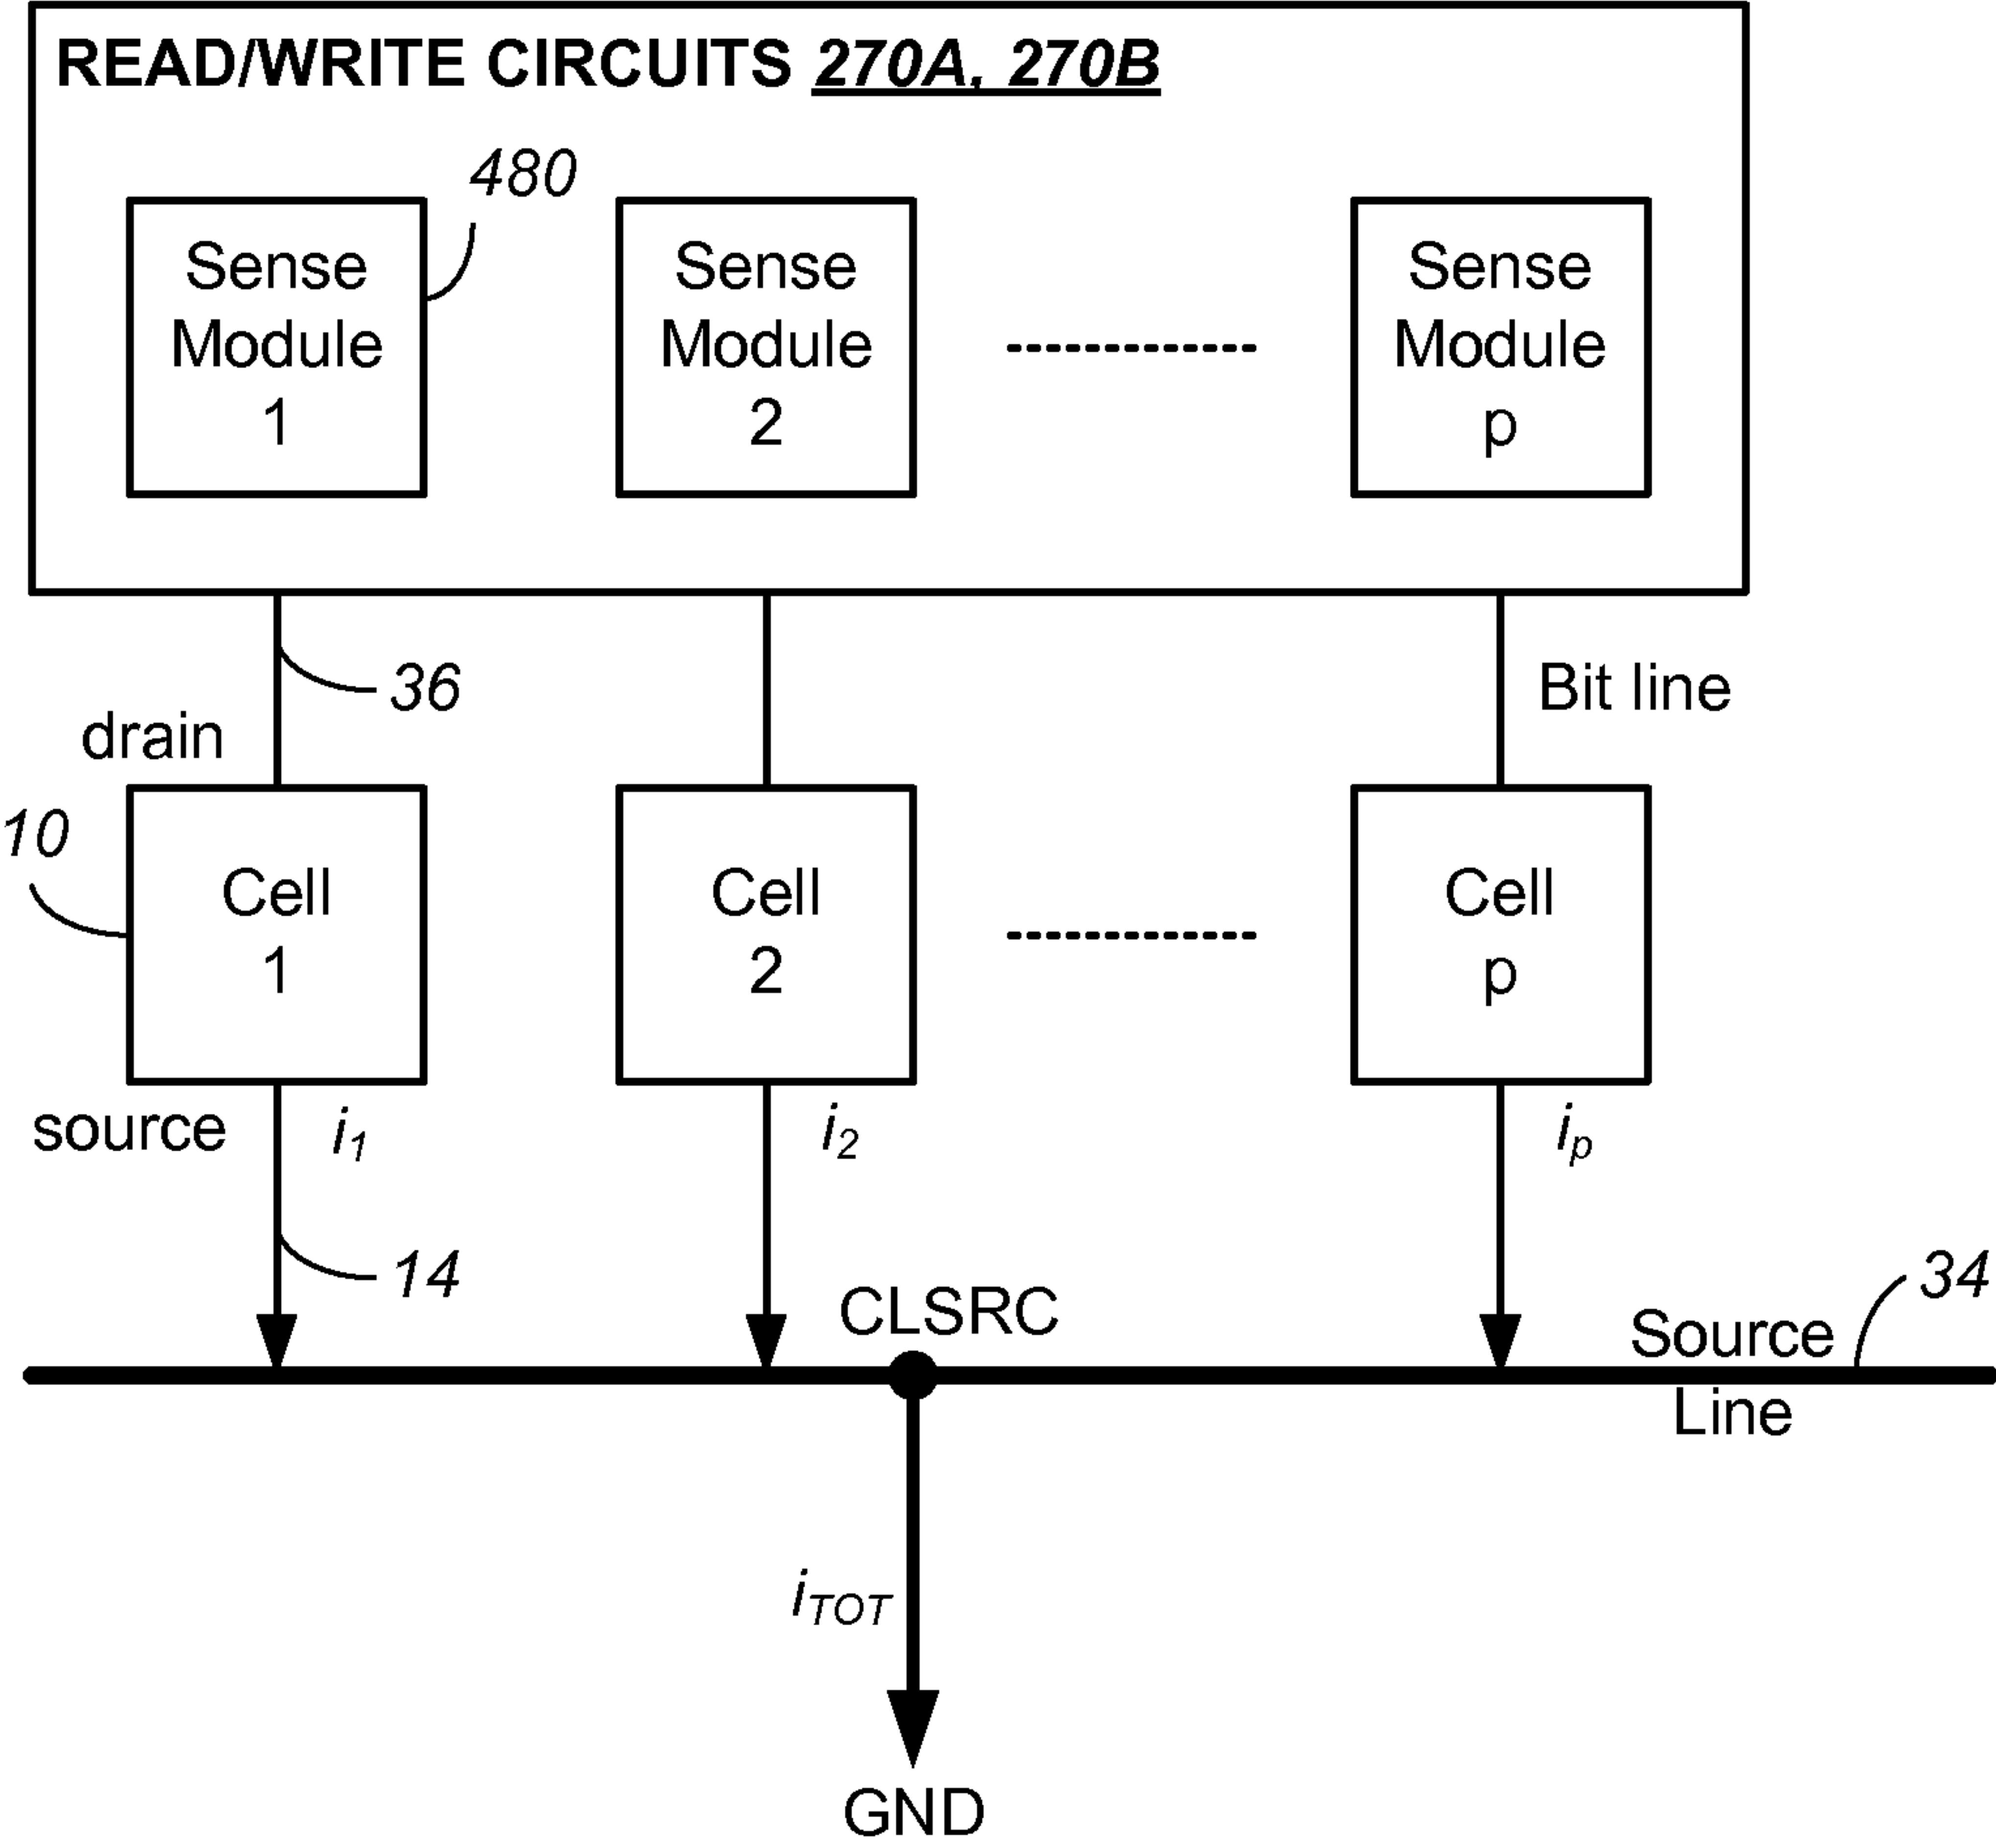 READ/WRITE CIRCUITS 270A, 270B
480
Sense
Module
1
Sense
Module
2
Sense
Module
p
36
Bit line
drain
10
Cell
1
Cell
2
Cell
p
source
i1
i2
ip
14
CLSRC
34
Source
Line
iTOT
GND